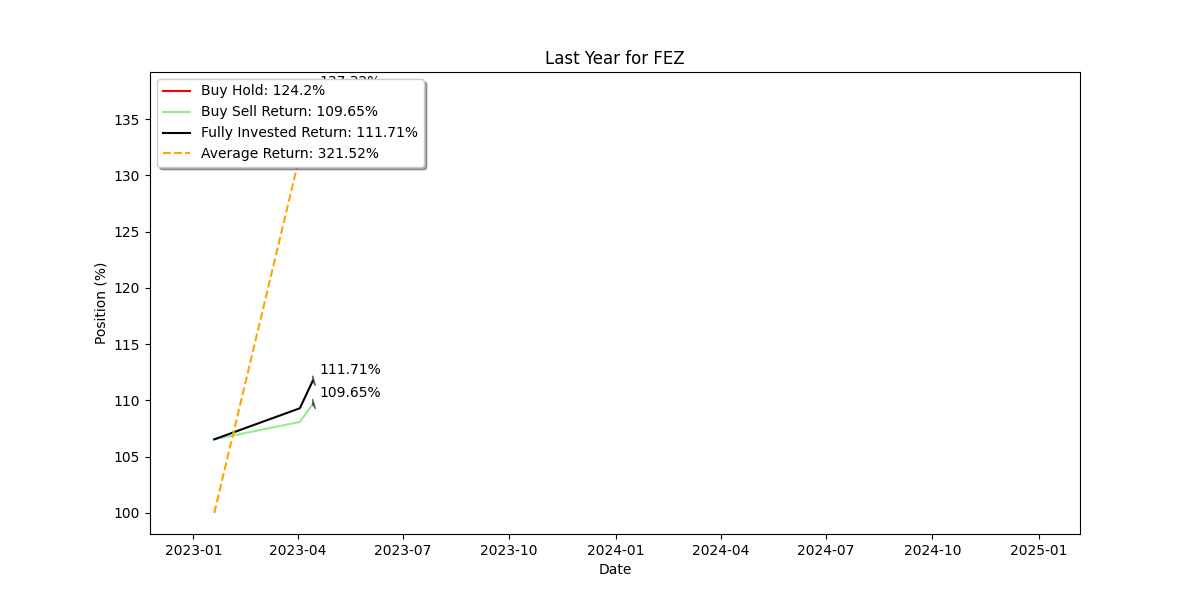 Last Year for FEZ
Buy Hold: 124.2%
Buy Sell Return: 109.65%
Fully Invested Return: 111.71%
Average Return: 321.52%
135
130
125
120
115
110
105
100
Position (%)
111.71%
109.65%
2023-01 2023-04 2023-07 2023-10 2024-01 2024-04 2024-07 2024-10 2025-01
Date